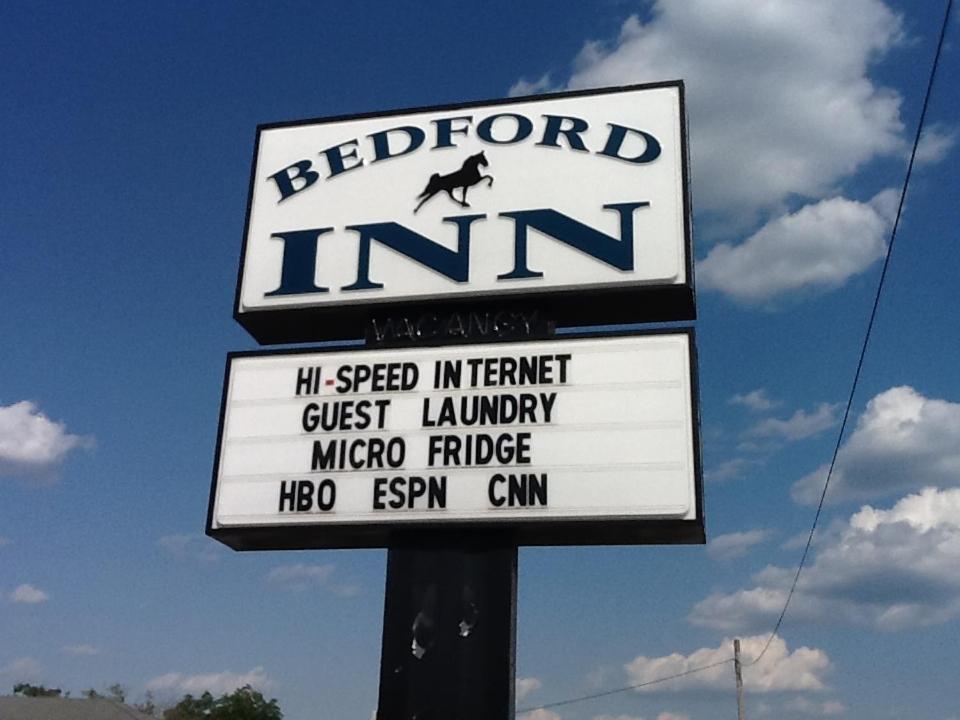 BEDFORD
INN
VACANCY
HI-SPEED INTERNET
GUEST LAUNDRY
MICRO FRIDGE
HBO ESPN CNN